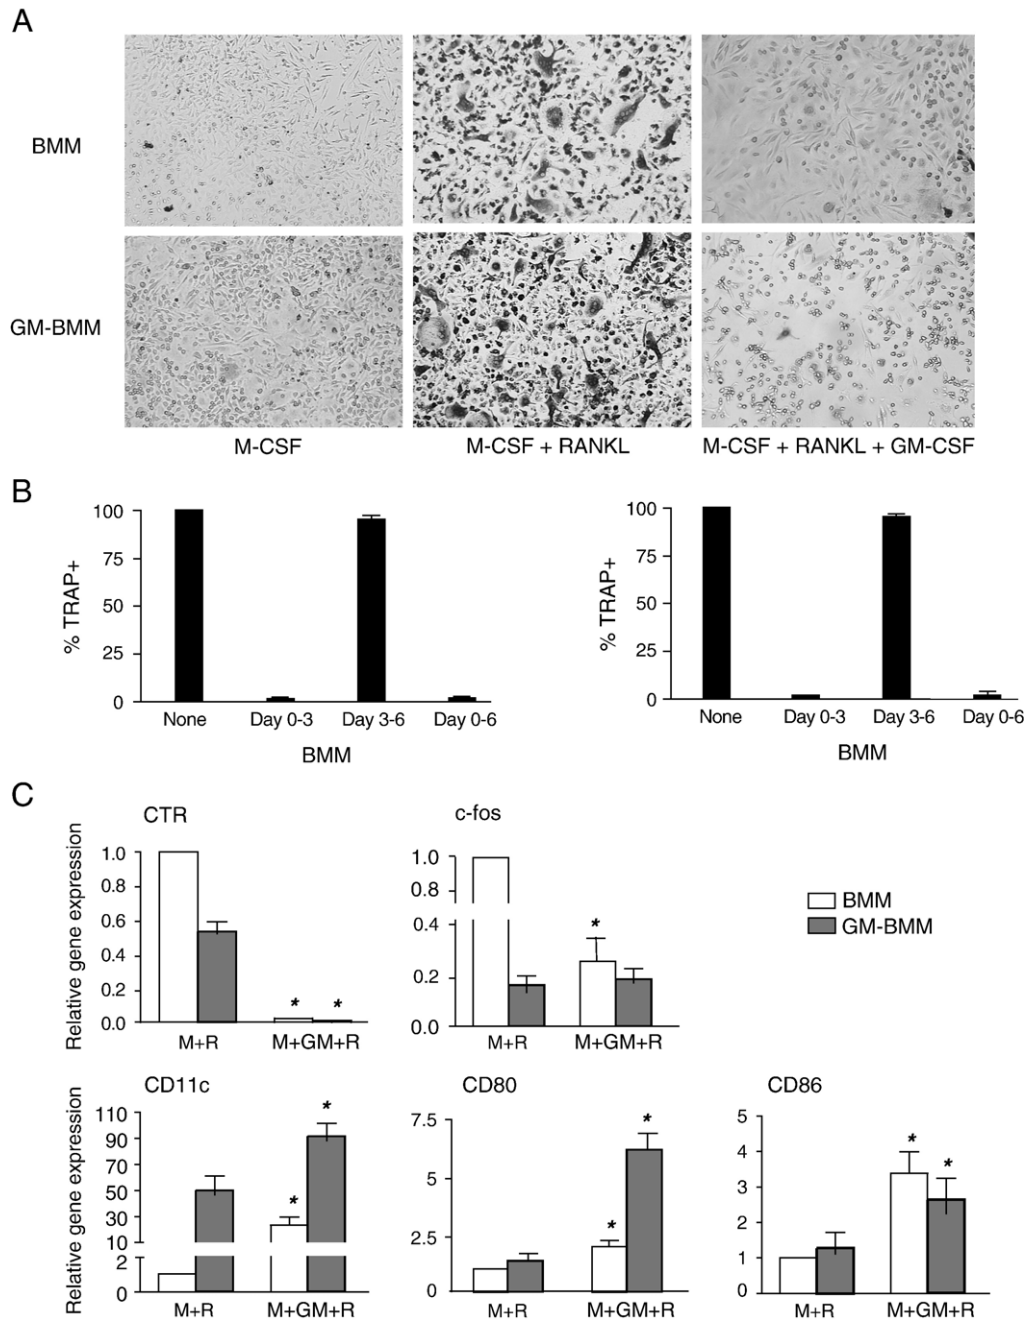 A
BMM
GM-BMM
M-CSF
M-CSF + RANKL
M-CSF + RANKL + GM-CSF
B
% TRAP+
100
75
50
25
0
None
Day 0-3
Day 3-6
Day 0-6
BMM
% TRAP+
100
75
50
25
0
None
Day 0-3
Day 3-6
Day 0-6
BMM
C
CTR
Relative gene expression
1.0
0.8
0.6
0.4
0.2
0.0
*
*
M+R
M+GM+R
c-fos
1.0
0.8
0.4
0.2
0.0
*
M+R
M+GM+R
BMM
GM-BMM
CD11c
Relative gene expression
110
90
70
50
30
10
2
0
*
*
M+R
M+GM+R
CD80
7.5
5
2.5
0
*
*
M+R
M+GM+R
CD86
5
4
3
2
1
0
*
*
M+R
M+GM+R